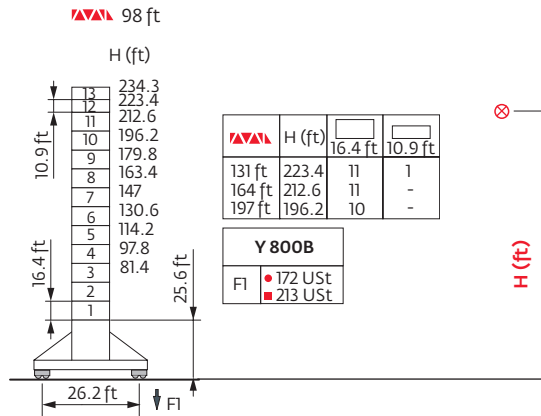 98 ft
H (ft)
13 234.3
12 223.4
11 212.6
10 196.2
9 179.8
8 163.4
7 147
6 130.6
5 114.2
4 97.8
3 81.4
2
1
10.9 ft
16.4 ft
25.6 ft
26.2 ft
F1
H (ft) 16.4 ft 10.9 ft
131 ft 223.4 11 1
164 ft 212.6 11 -
197 ft 196.2 10 -
Y 800B
F1 172 USt
213 USt
H (ft)